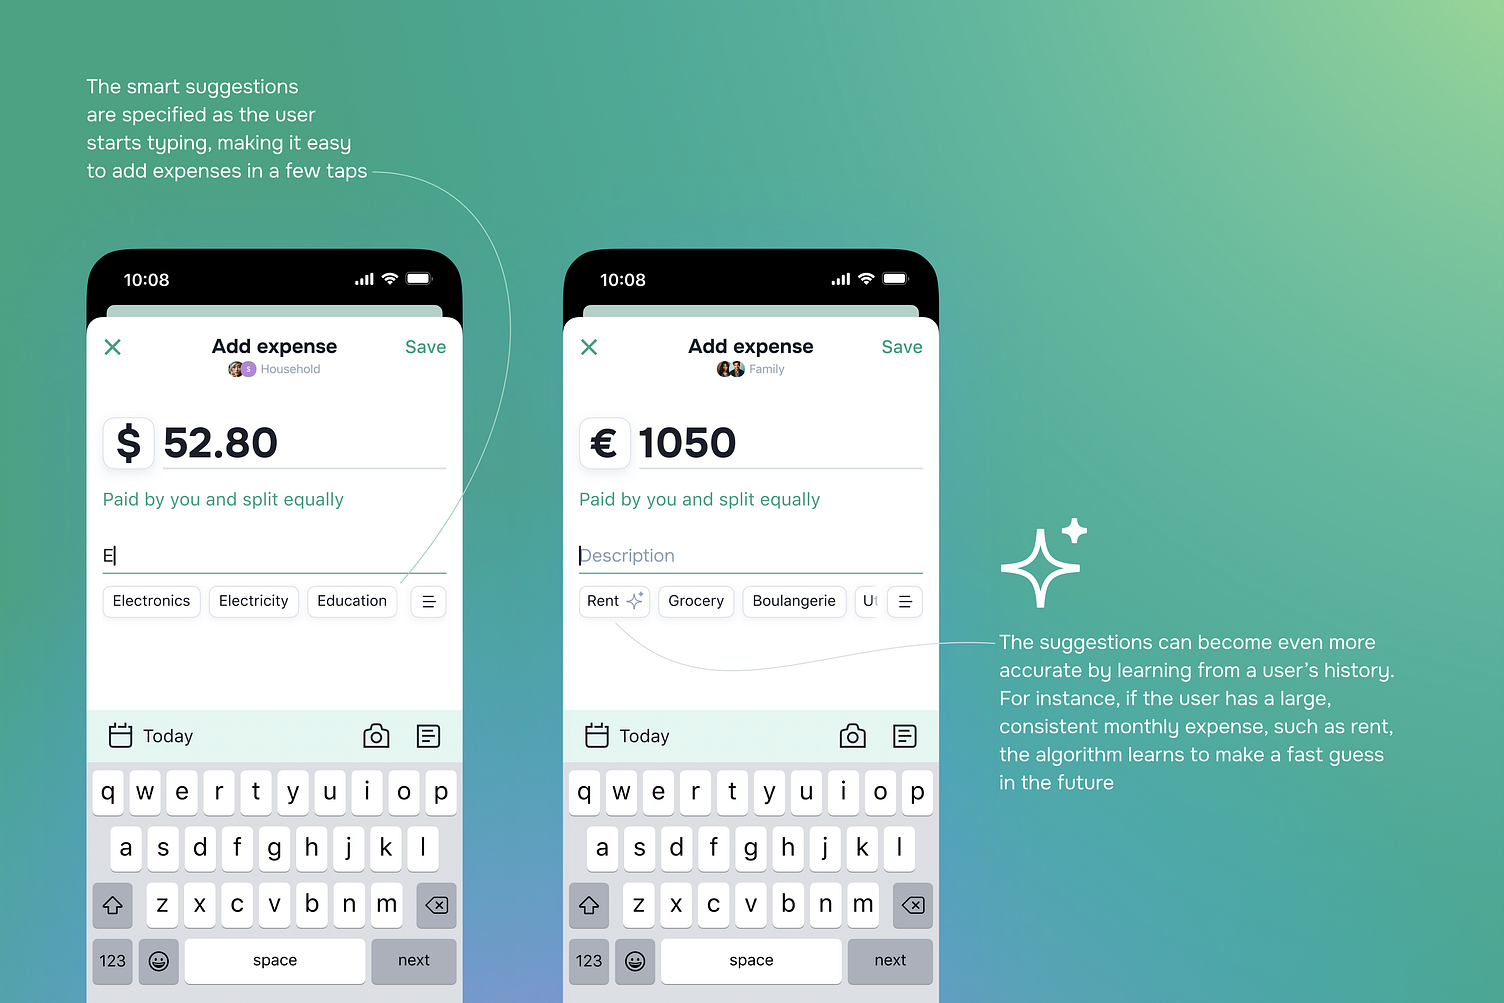 The smart suggestions
are specified as the user
starts typing, making it easy
to add expenses in a few taps
10:08
Add expense
Save
S
Household
$ 52.80
Paid by you and split equally
E
Electronics
Electricity
Education
Today
q w e r t y u i o p
a s d f g h j k l
z x c v b n m
123
space
next
10:08
Add expense
Save
Family
€ 1050
Paid by you and split equally
Description
Rent
Grocery
Boulangerie
Ut
Today
q w e r t y u i o p
a s d f g h j k l
z x c v b n m
123
space
next
The suggestions can become even more
accurate by learning from a user’s history.
For instance, if the user has a large,
consistent monthly expense, such as rent,
the algorithm learns to make a fast guess
in the future